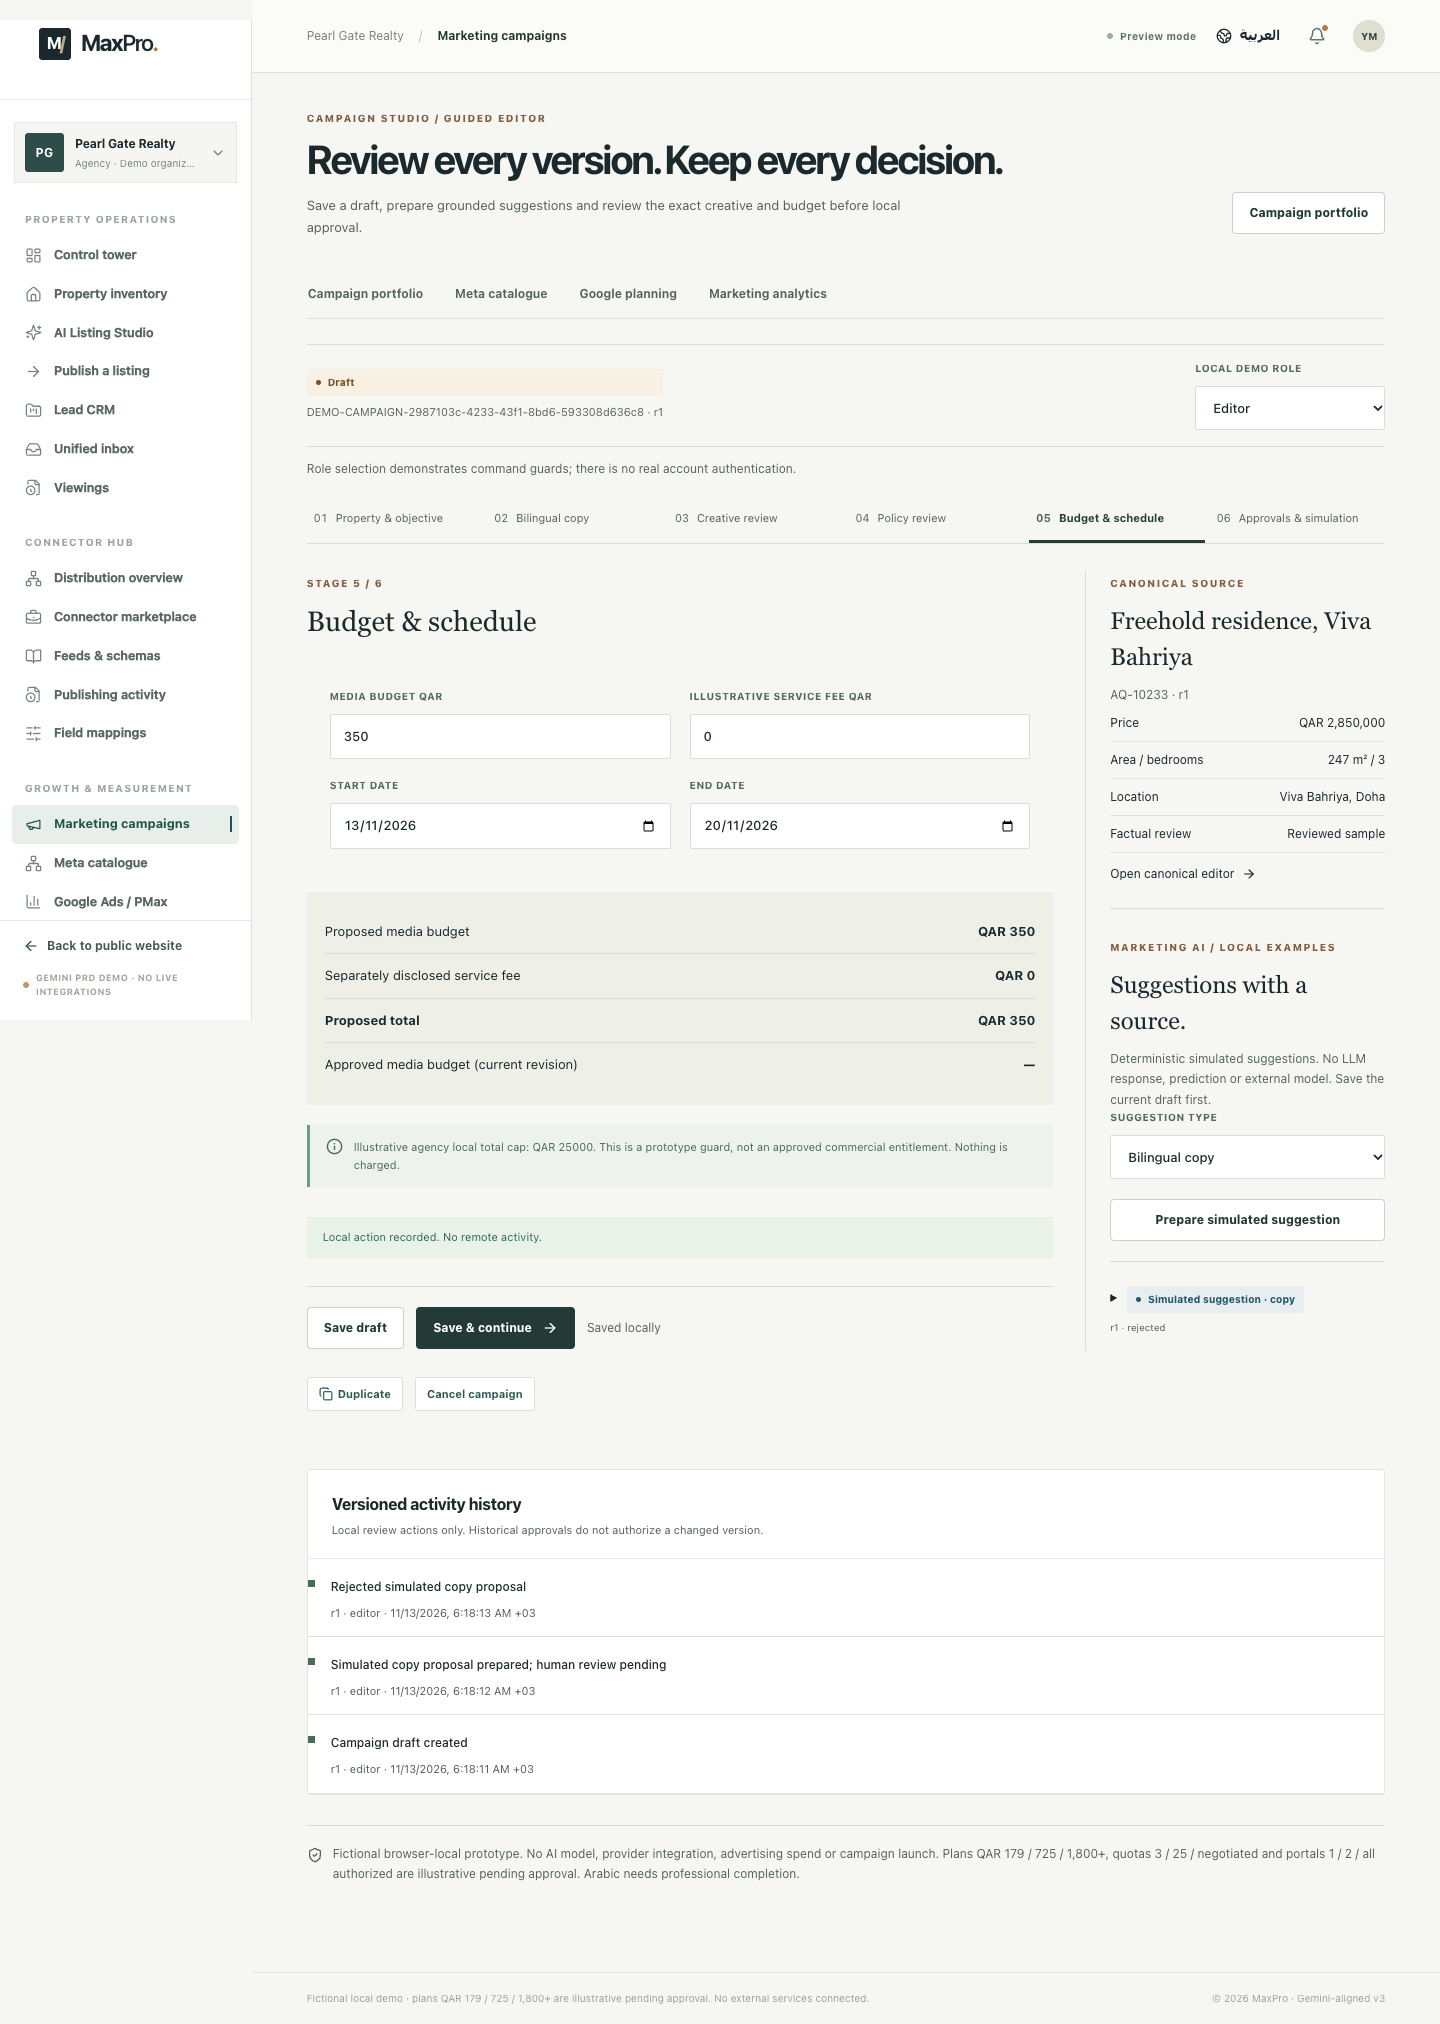 MaxPro.
Pearl Gate Realty / Marketing campaigns
Preview mode
العربية
YM
PG
Pearl Gate Realty
Agency · Demo organiz...
PROPERTY OPERATIONS
Control tower
Property inventory
AI Listing Studio
Publish a listing
Lead CRM
Unified inbox
Viewings
CONNECTOR HUB
Distribution overview
Connector marketplace
Feeds & schemas
Publishing activity
Field mappings
GROWTH & MEASUREMENT
Marketing campaigns
Meta catalogue
Google Ads / PMax
Back to public website
GEMINI PRD DEMO · NO LIVE
INTEGRATIONS
CAMPAIGN STUDIO / GUIDED EDITOR
Review every version. Keep every decision.
Save a draft, prepare grounded suggestions and review the exact creative and budget before local
approval.
Campaign portfolio
Campaign portfolio Meta catalogue Google planning Marketing analytics
Draft
DEMO-CAMPAIGN-2987103c-4233-43f1-8bd6-593308d636c8 · r1
LOCAL DEMO ROLE
Editor
Role selection demonstrates command guards; there is no real account authentication.
01 Property & objective 02 Bilingual copy 03 Creative review 04 Policy review 05 Budget & schedule 06 Approvals & simulation
STAGE 5 / 6
Budget & schedule
MEDIA BUDGET QAR
350
ILLUSTRATIVE SERVICE FEE QAR
0
START DATE
13/11/2026
END DATE
20/11/2026
Proposed media budget QAR 350
Separately disclosed service fee QAR 0
Proposed total QAR 350
Approved media budget (current revision) —
Illustrative agency local total cap: QAR 25000. This is a prototype guard, not an approved commercial entitlement. Nothing is
charged.
Local action recorded. No remote activity.
Save draft
Save & continue
Saved locally
Duplicate
Cancel campaign
CANONICAL SOURCE
Freehold residence, Viva
Bahriya
AQ-10233 · r1
Price QAR 2,850,000
Area / bedrooms 247 m² / 3
Location Viva Bahriya, Doha
Factual review Reviewed sample
Open canonical editor
MARKETING AI / LOCAL EXAMPLES
Suggestions with a
source.
Deterministic simulated suggestions. No LLM
response, prediction or external model. Save the
current draft first.
SUGGESTION TYPE
Bilingual copy
Prepare simulated suggestion
Simulated suggestion · copy
r1 · rejected
Versioned activity history
Local review actions only. Historical approvals do not authorize a changed version.
Rejected simulated copy proposal
r1 · editor · 11/13/2026, 6:18:13 AM +03
Simulated copy proposal prepared; human review pending
r1 · editor · 11/13/2026, 6:18:12 AM +03
Campaign draft created
r1 · editor · 11/13/2026, 6:18:11 AM +03
Fictional browser-local prototype. No AI model, provider integration, advertising spend or campaign launch. Plans QAR 179 / 725 / 1,800+, quotas 3 / 25 / negotiated and portals 1 / 2 / all
authorized are illustrative pending approval. Arabic needs professional completion.
Fictional local demo · plans QAR 179 / 725 / 1,800+ are illustrative pending approval. No external services connected.
© 2026 MaxPro · Gemini-aligned v3